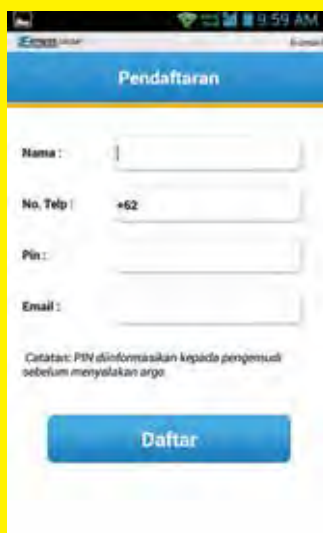 9:59 AM
Express
Pendaftaran
Nama :
No. Telp : +62
Pin :
Email :
Catatan: PIN diinformasikan kepada pengemudi
sebelum menyalakan argo
Daftar